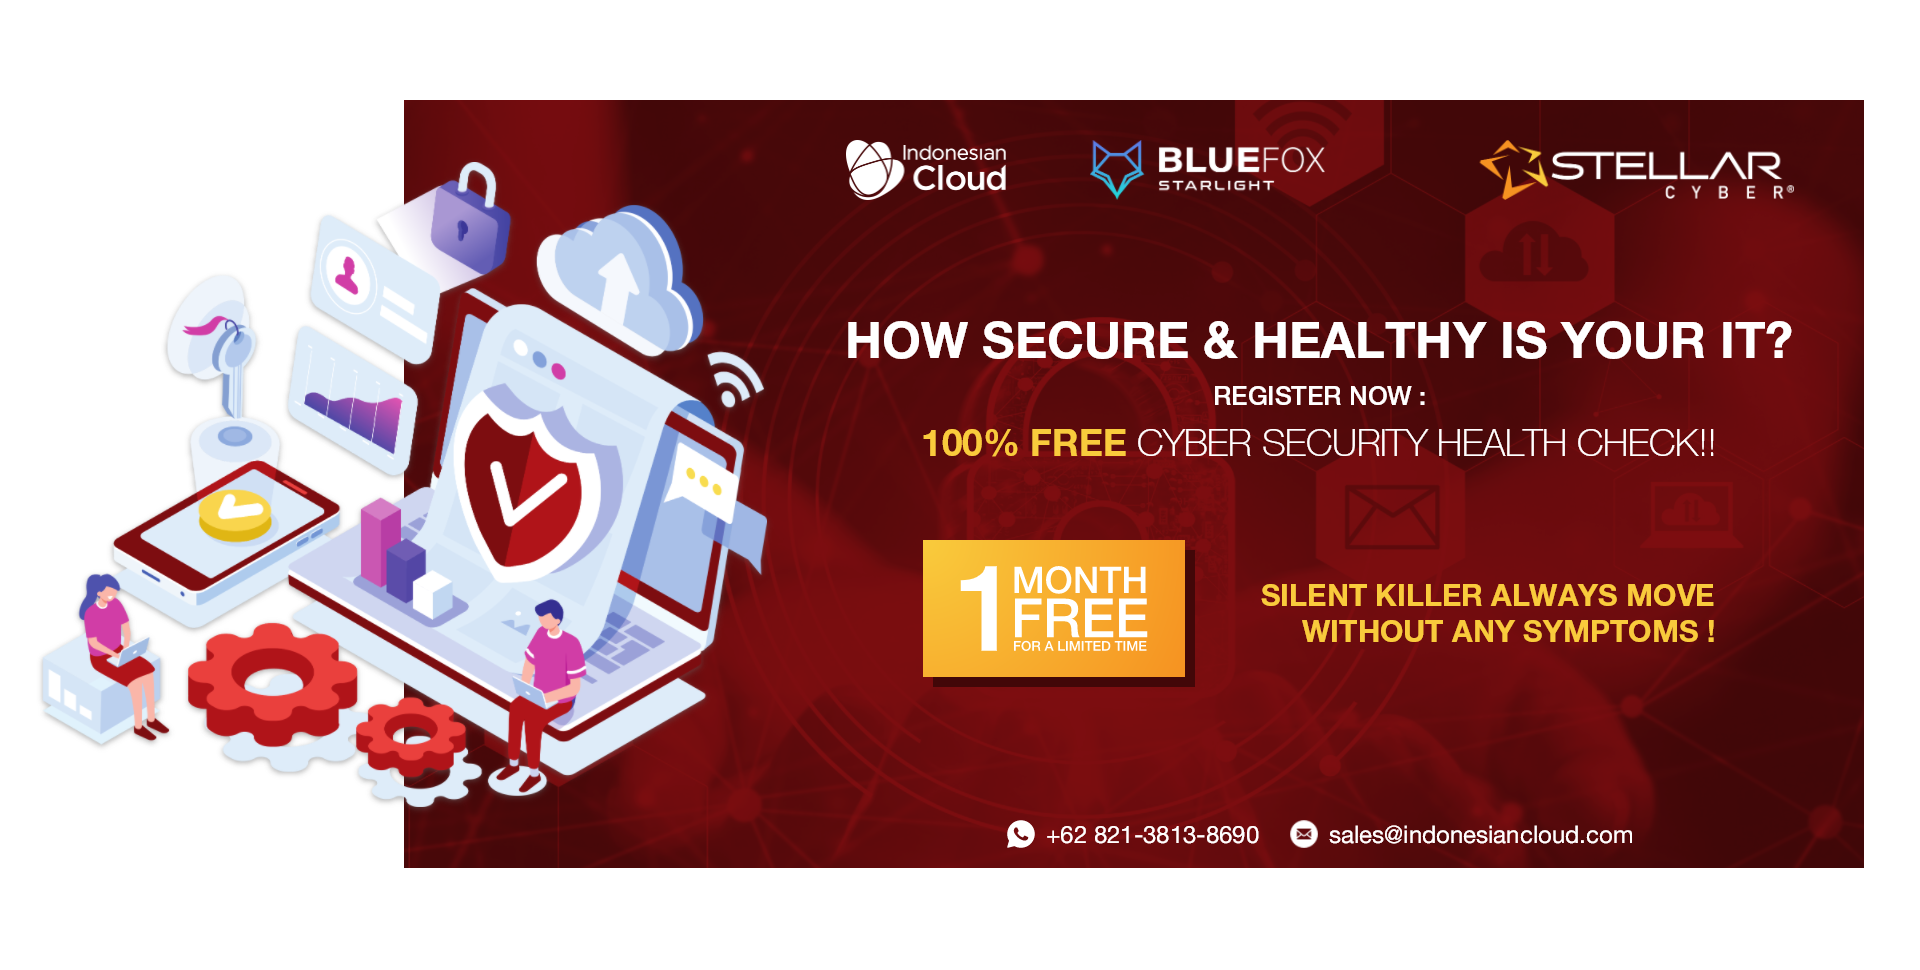 Indonesian
Cloud
BLUEFOX
STARLIGHT
STELLAR
CYBER®
HOW SECURE & HEALTHY IS YOUR IT?
REGISTER NOW :
100% FREE CYBER SECURITY HEALTH CHECK!!
1 MONTH
FREE
FOR A LIMITED TIME
SILENT KILLER ALWAYS MOVE
WITHOUT ANY SYMPTOMS !
+62 821-3813-8690
sales@indonesiancloud.com